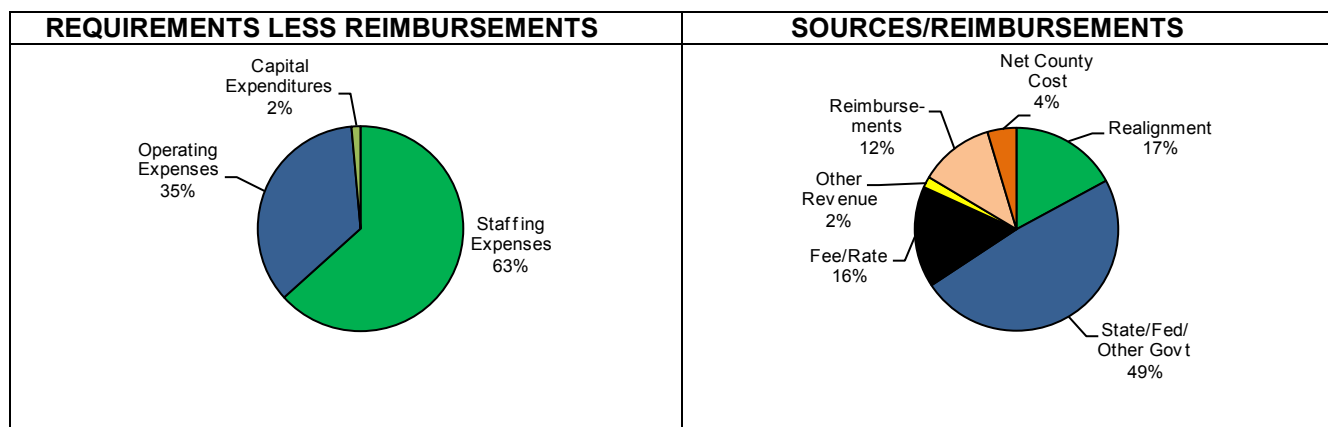 REQUIREMENTS LESS REIMBURSEMENTS
Capital
Expenditures
2%
Operating
Expenses
35%
Staffing
Expenses
63%
SOURCES/REIMBURSEMENTS
Net County
Cost
4%
Reimburse-
ments
12%
Realignment
17%
Other
Revenue
2%
Fee/Rate
16%
State/Fed/
Other Govt
49%